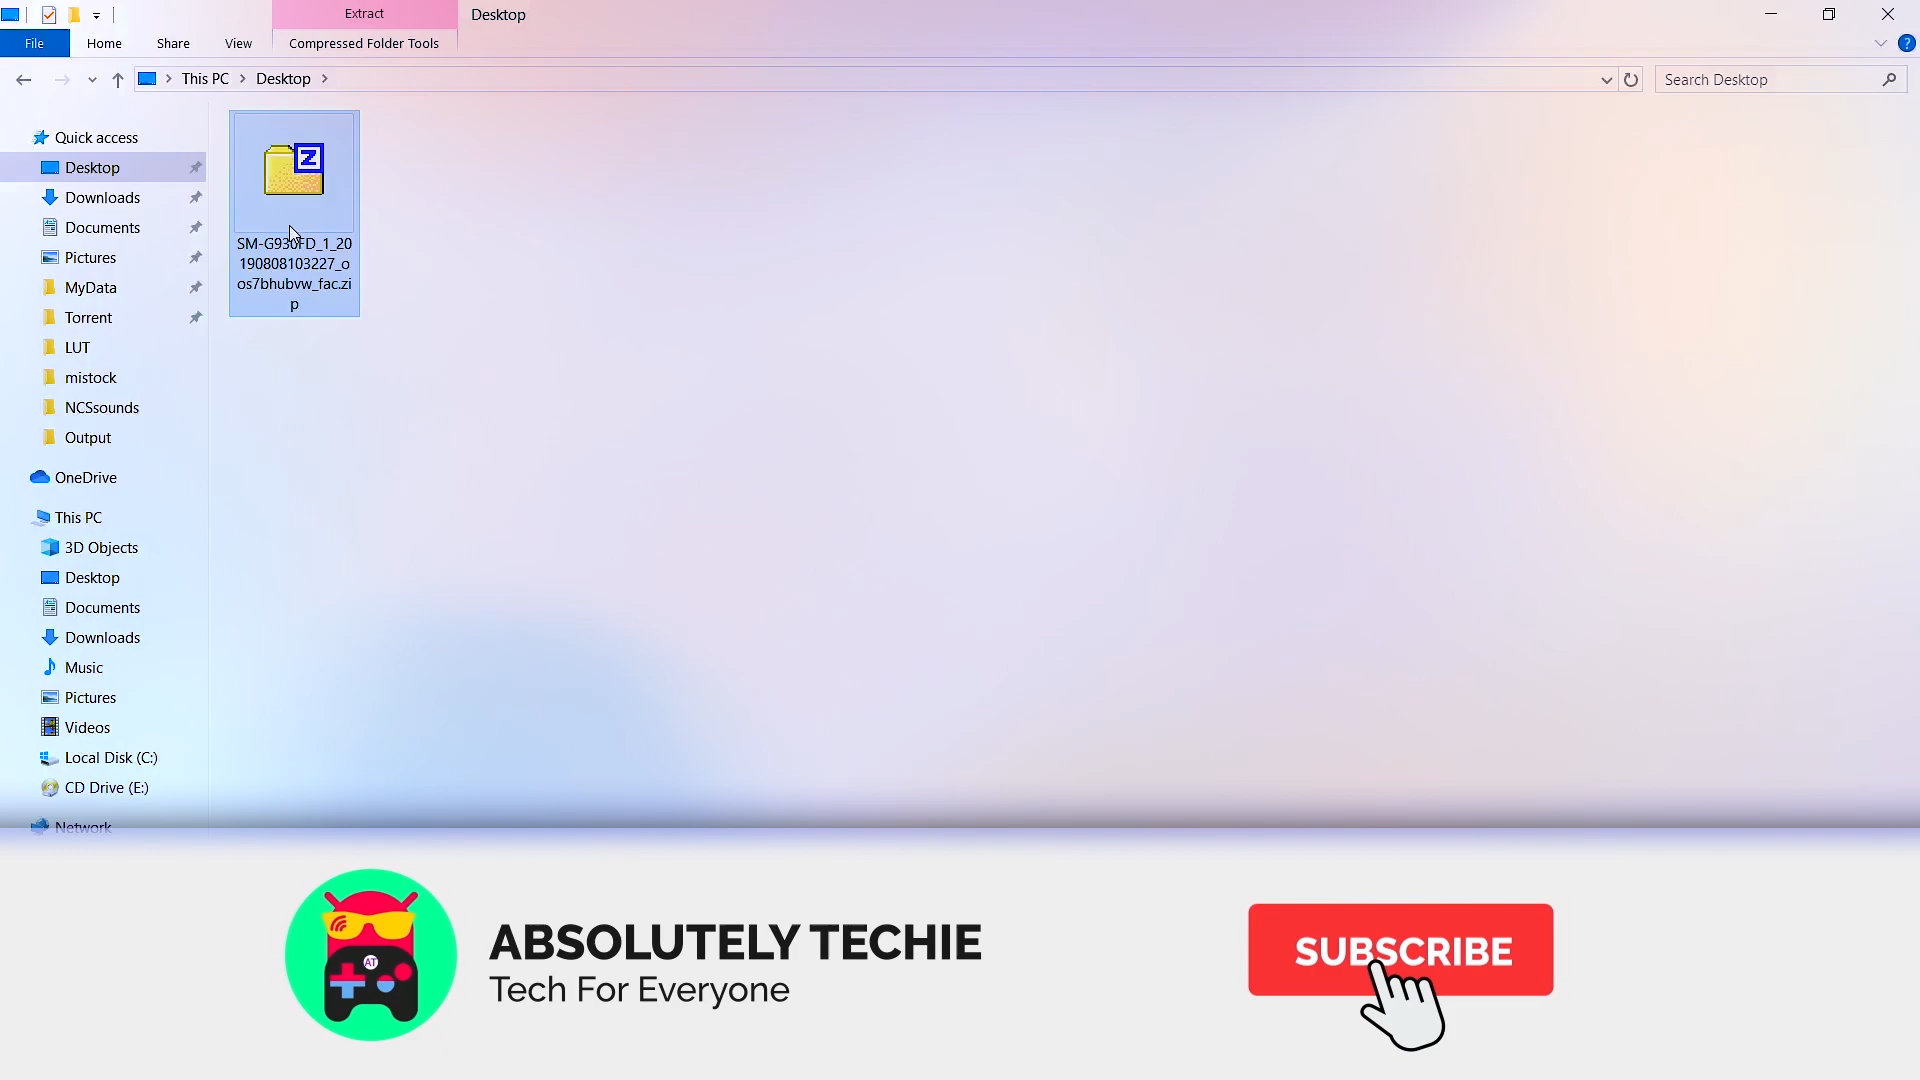 Extract
Desktop
File
Home
Share
View
Compressed Folder Tools
This PC
Desktop
Search Desktop
Quick access
Desktop
Downloads
Documents
Pictures
MyData
Torrent
LUT
mistock
NCSsounds
Output
OneDrive
This PC
3D Objects
Desktop
Documents
Downloads
Music
Pictures
Videos
Local Disk (C:)
CD Drive (E:)
Network
Z
SM-G930FD_1_20
190808103227_o
os7bhubvw_fac.zi
p
AT
ABSOLUTELY TECHIE
Tech For Everyone
SUBSCRIBE